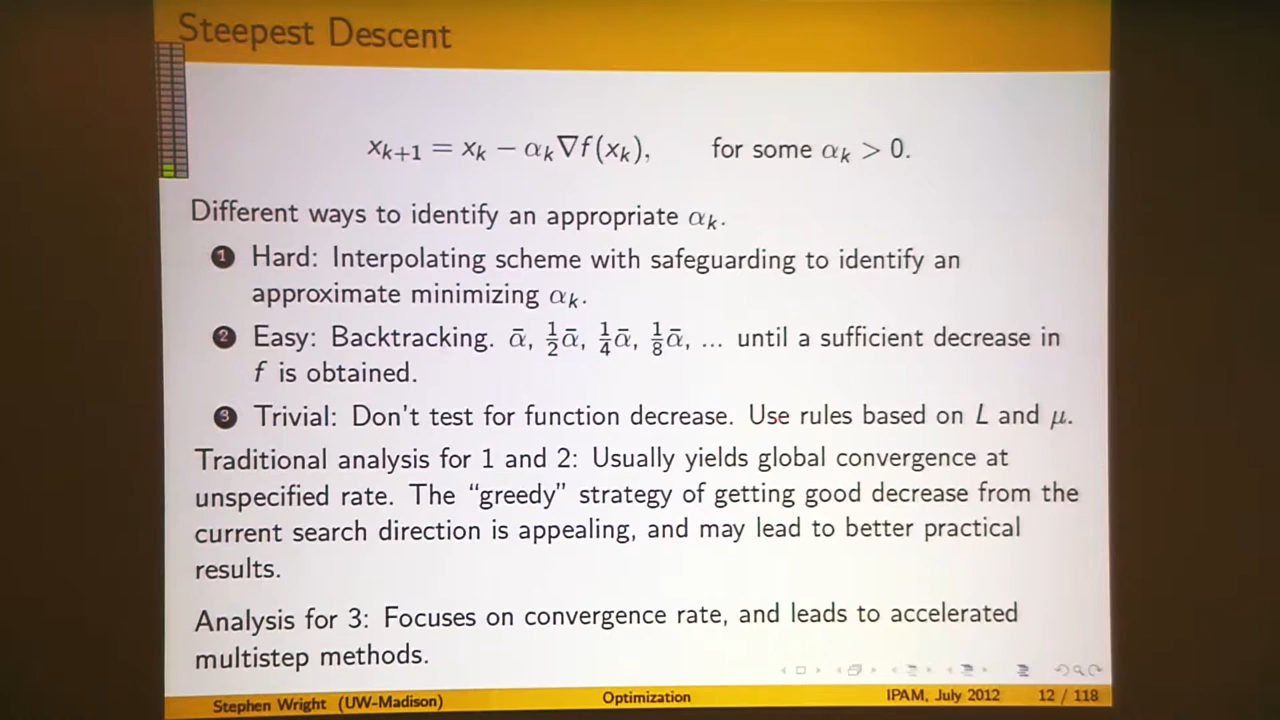 Steepest Descent
x_{k+1} = x_k − α_k∇f(x_k), for some α_k > 0.
Different ways to identify an appropriate α_k.
1 Hard: Interpolating scheme with safeguarding to identify an
approximate minimizing α_k.
2 Easy: Backtracking. ᾱ, 1/2 ᾱ, 1/4 ᾱ, 1/8 ᾱ, ... until a sufficient decrease in
f is obtained.
3 Trivial: Don't test for function decrease. Use rules based on L and μ.
Traditional analysis for 1 and 2: Usually yields global convergence at
unspecified rate. The “greedy” strategy of getting good decrease from the
current search direction is appealing, and may lead to better practical
results.
Analysis for 3: Focuses on convergence rate, and leads to accelerated
multistep methods.
Stephen Wright (UW-Madison) Optimization IPAM, July 2012 12 / 118